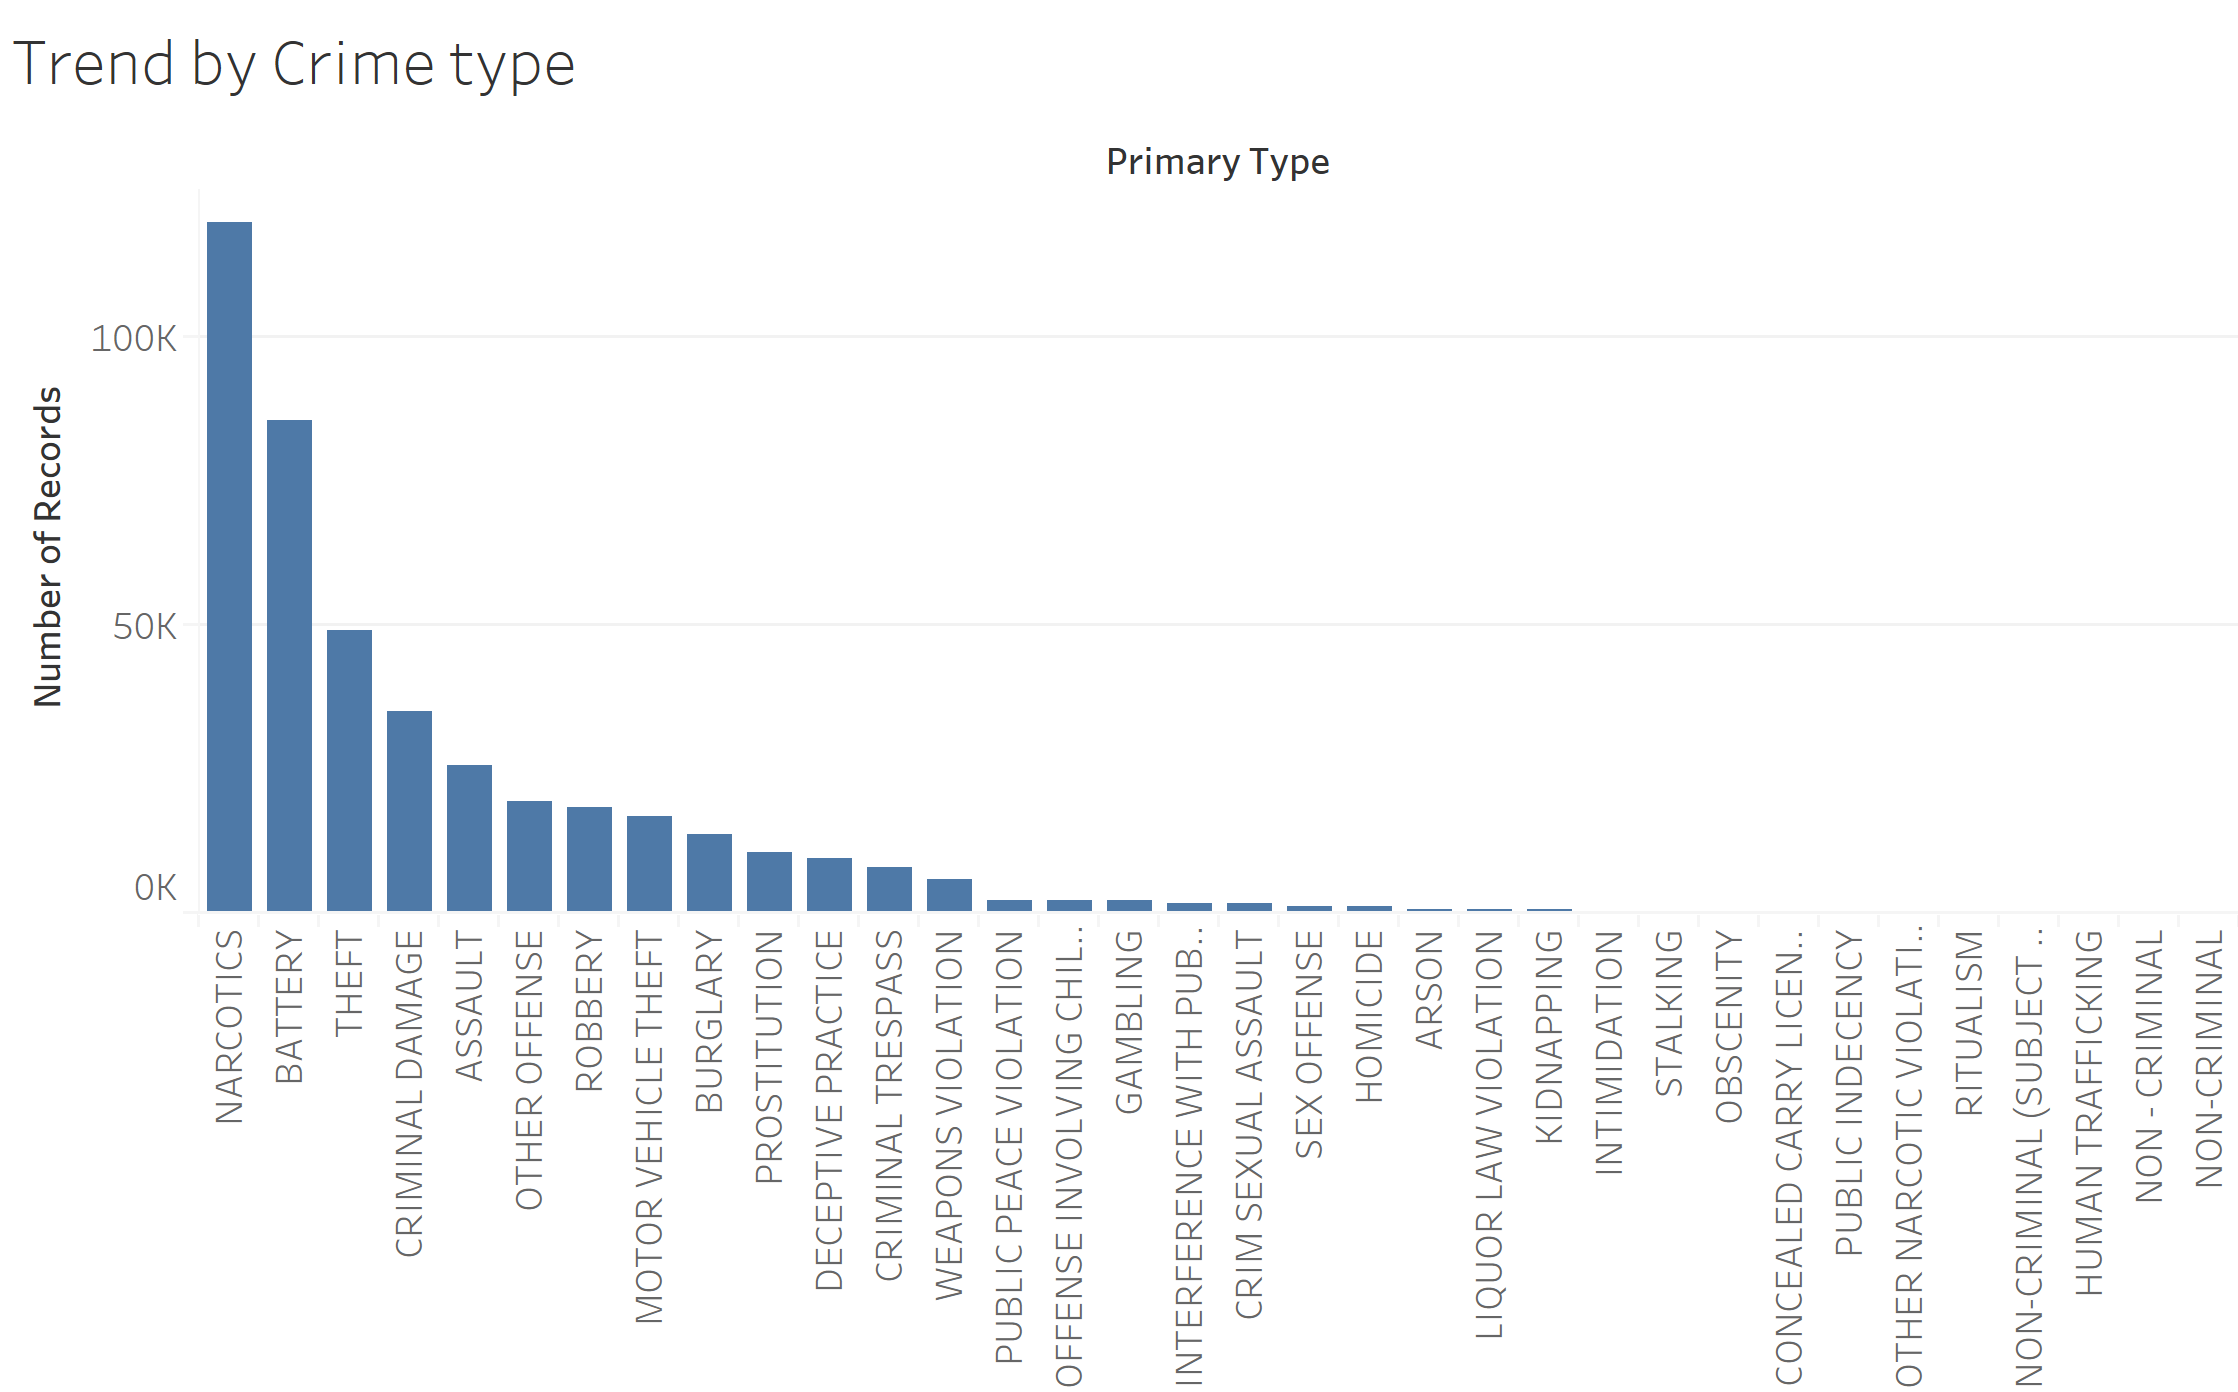 Trend by Crime type
Primary Type
Number of Records
100K
50K
0K
NARCOTICS
BATTERY
THEFT
CRIMINAL DAMAGE
ASSAULT
OTHER OFFENSE
ROBBERY
MOTOR VEHICLE THEFT
BURGLARY
PROSTITUTION
DECEPTIVE PRACTICE
CRIMINAL TRESPASS
WEAPONS VIOLATION
PUBLIC PEACE VIOLATION
OFFENSE INVOLVING CHIL..
GAMBLING
INTERFERENCE WITH PUB..
CRIM SEXUAL ASSAULT
SEX OFFENSE
HOMICIDE
ARSON
LIQUOR LAW VIOLATION
KIDNAPPING
INTIMIDATION
STALKING
OBSCENITY
CONCEALED CARRY LICEN..
PUBLIC INDECENCY
OTHER NARCOTIC VIOLATI..
RITUALISM
NON-CRIMINAL (SUBJECT ..
HUMAN TRAFFICKING
NON - CRIMINAL
NON-CRIMINAL